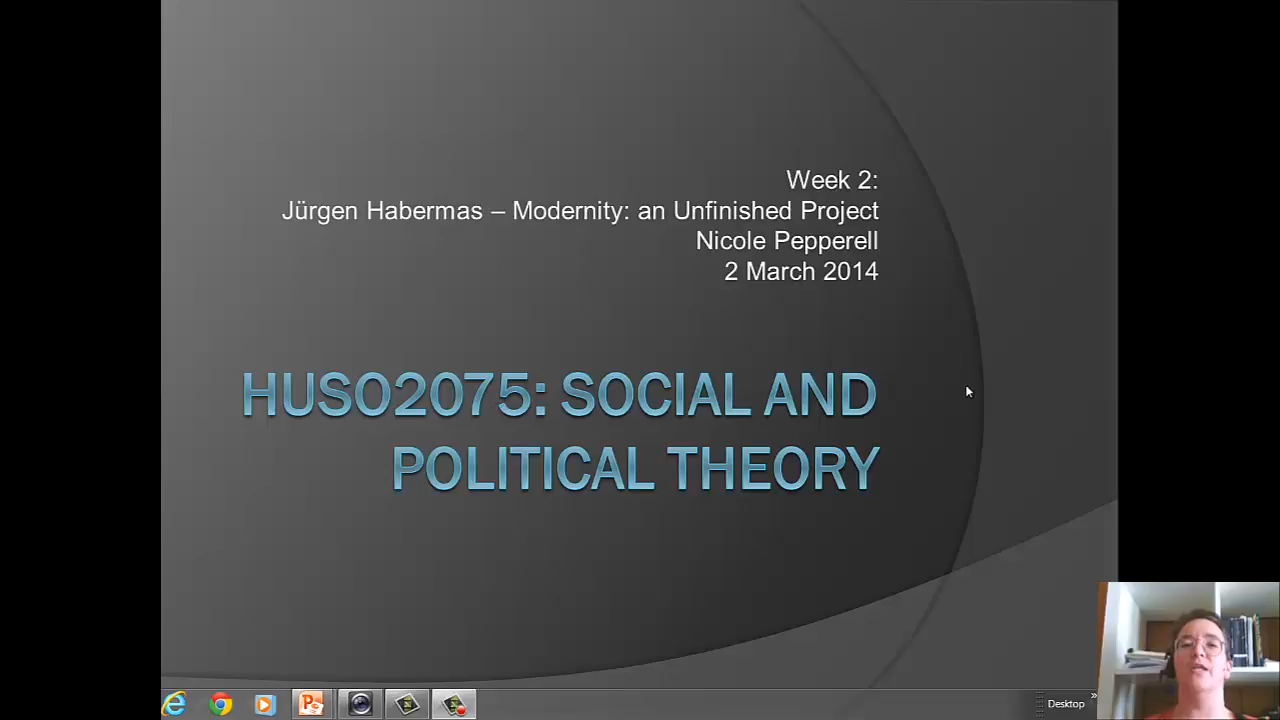 Week 2:
Jürgen Habermas – Modernity: an Unfinished Project
Nicole Pepperell
2 March 2014
HUSO2075: SOCIAL AND
POLITICAL THEORY
Desktop